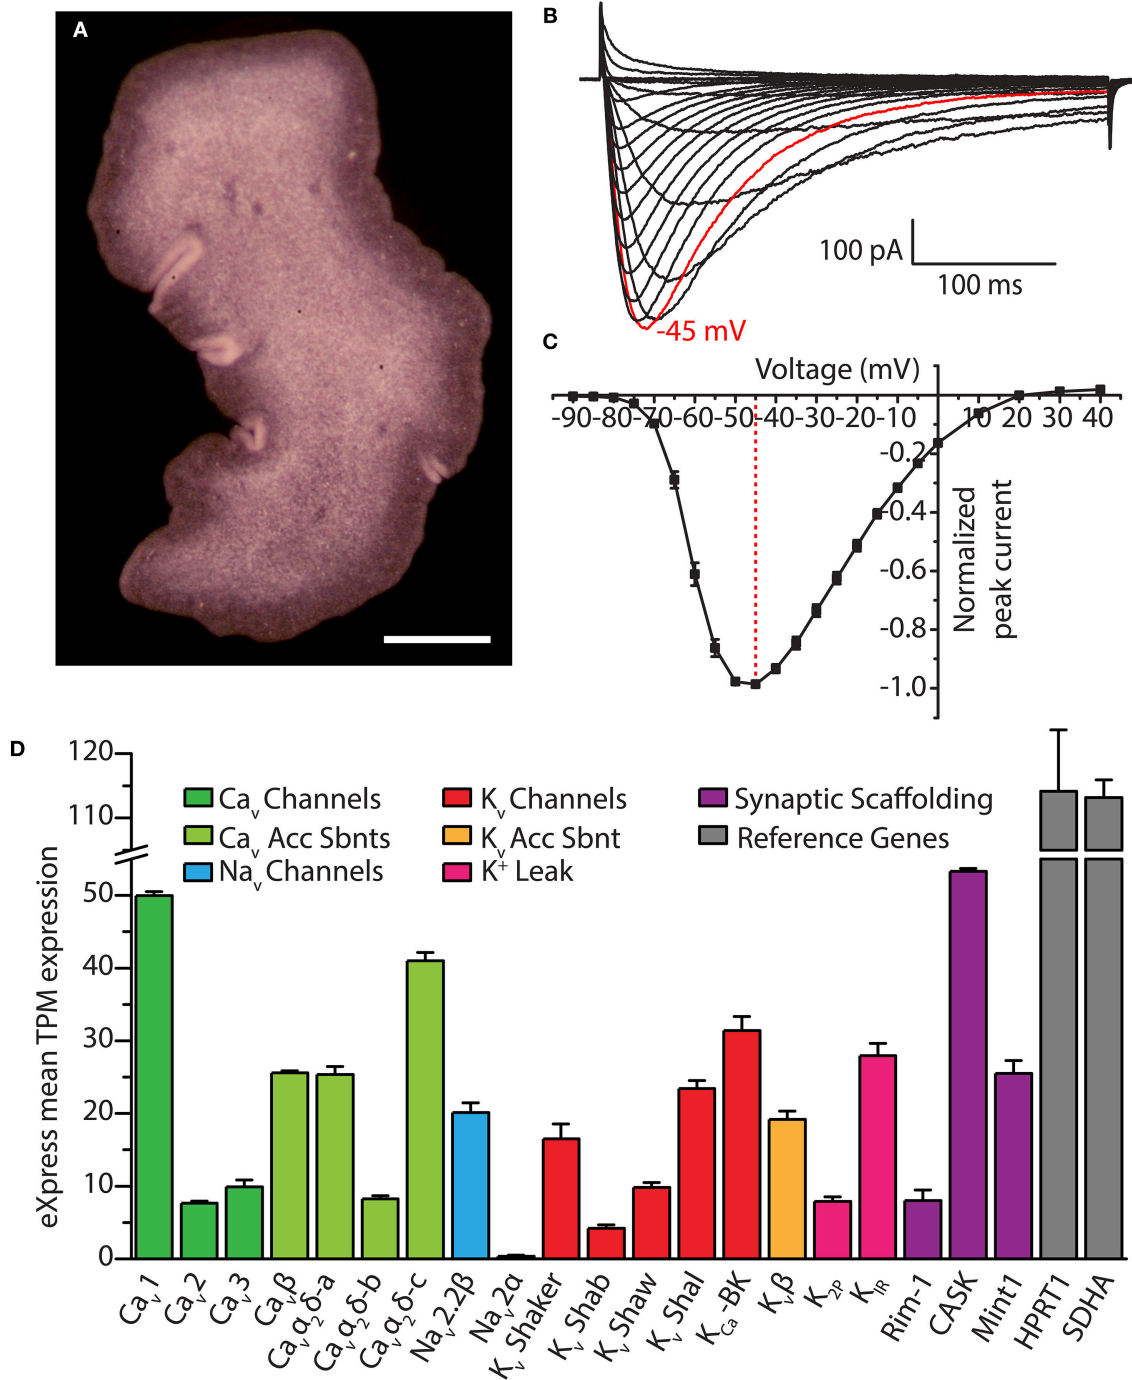 A
B
100 pA
100 ms
-45 mV
C
Voltage (mV)
-90 -80 -70 -60 -50 -40 -30 -20 -10 10 20 30 40
-0.2
-0.4
-0.6
-0.8
-1.0
Normalized
peak current
D
120
110
50
40
30
20
10
0
eXpress mean TPM expression
Cav Channels
Cav Acc Sbnts
Nav Channels
Kv Channels
Kv Acc Sbnt
K+ Leak
Synaptic Scaffolding
Reference Genes
Cav1
Cav2
Cav3
Cavβ
Cavα2δ-a
Cavα2δ-b
Cavα2δ-c
Nav2.2β
Nav2α
Kv Shaker
Kv Shab
Kv Shaw
Kv Shal
KCa-BK
Kvβ
K2P
KIR
Rim-1
CASK
Mint1
HPRT1
SDHA